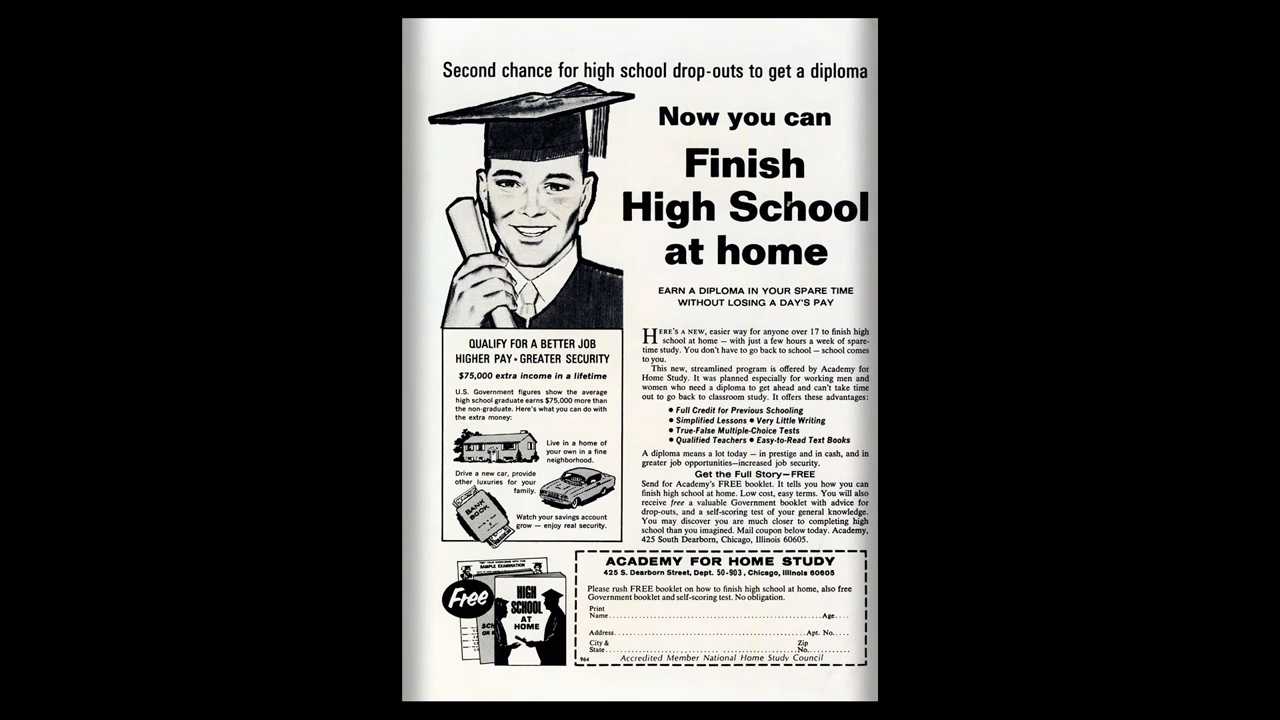 Second chance for high school drop-outs to get a diploma
Now you can
Finish
High School
at home
EARN A DIPLOMA IN YOUR SPARE TIME
WITHOUT LOSING A DAY'S PAY
QUALIFY FOR A BETTER JOB
HIGHER PAY • GREATER SECURITY
$75,000 extra income in a lifetime
U.S. Government figures show the average
high school graduate earns $75,000 more than
the non-graduate. Here's what you can do with
the extra money:
Live in a home of
your own in a fine
neighborhood.
Drive a new car, provide
other luxuries for your
family.
BANK
BOOK
Watch your savings account
grow — enjoy real security.
HERE'S A NEW, easier way for anyone over 17 to finish high
school at home — with just a few hours a week of spare-
time study. You don't have to go back to school — school comes
to you.
This new, streamlined program is offered by Academy for
Home Study. It was planned especially for working men and
women who need a diploma to get ahead and can't take time
out to go back to classroom study. It offers these advantages:
• Full Credit for Previous Schooling
• Simplified Lessons • Very Little Writing
• True-False Multiple-Choice Tests
• Qualified Teachers • Easy-to-Read Text Books
A diploma means a lot today — in prestige and in cash, and in
greater job opportunities—increased job security.
Get the Full Story—FREE
Send for Academy's FREE booklet. It tells you how you can
finish high school at home. Low cost, easy terms. You will also
receive free a valuable Government booklet with advice for
drop-outs, and a self-scoring test of your general knowledge.
You may discover you are much closer to completing high
school than you imagined. Mail coupon below today. Academy,
425 South Dearborn, Chicago, Illinois 60605.
SAMPLE EXAMINATION
Free
HIGH
SCHOOL
AT
HOME
ACADEMY FOR HOME STUDY
425 S. Dearborn Street, Dept. 50-903, Chicago, Illinois 60605
Please rush FREE booklet on how to finish high school at home, also free
Government booklet and self-scoring test. No obligation.
Print
Name Age
Address Apt. No.
City & Zip
State No.
964 Accredited Member National Home Study Council